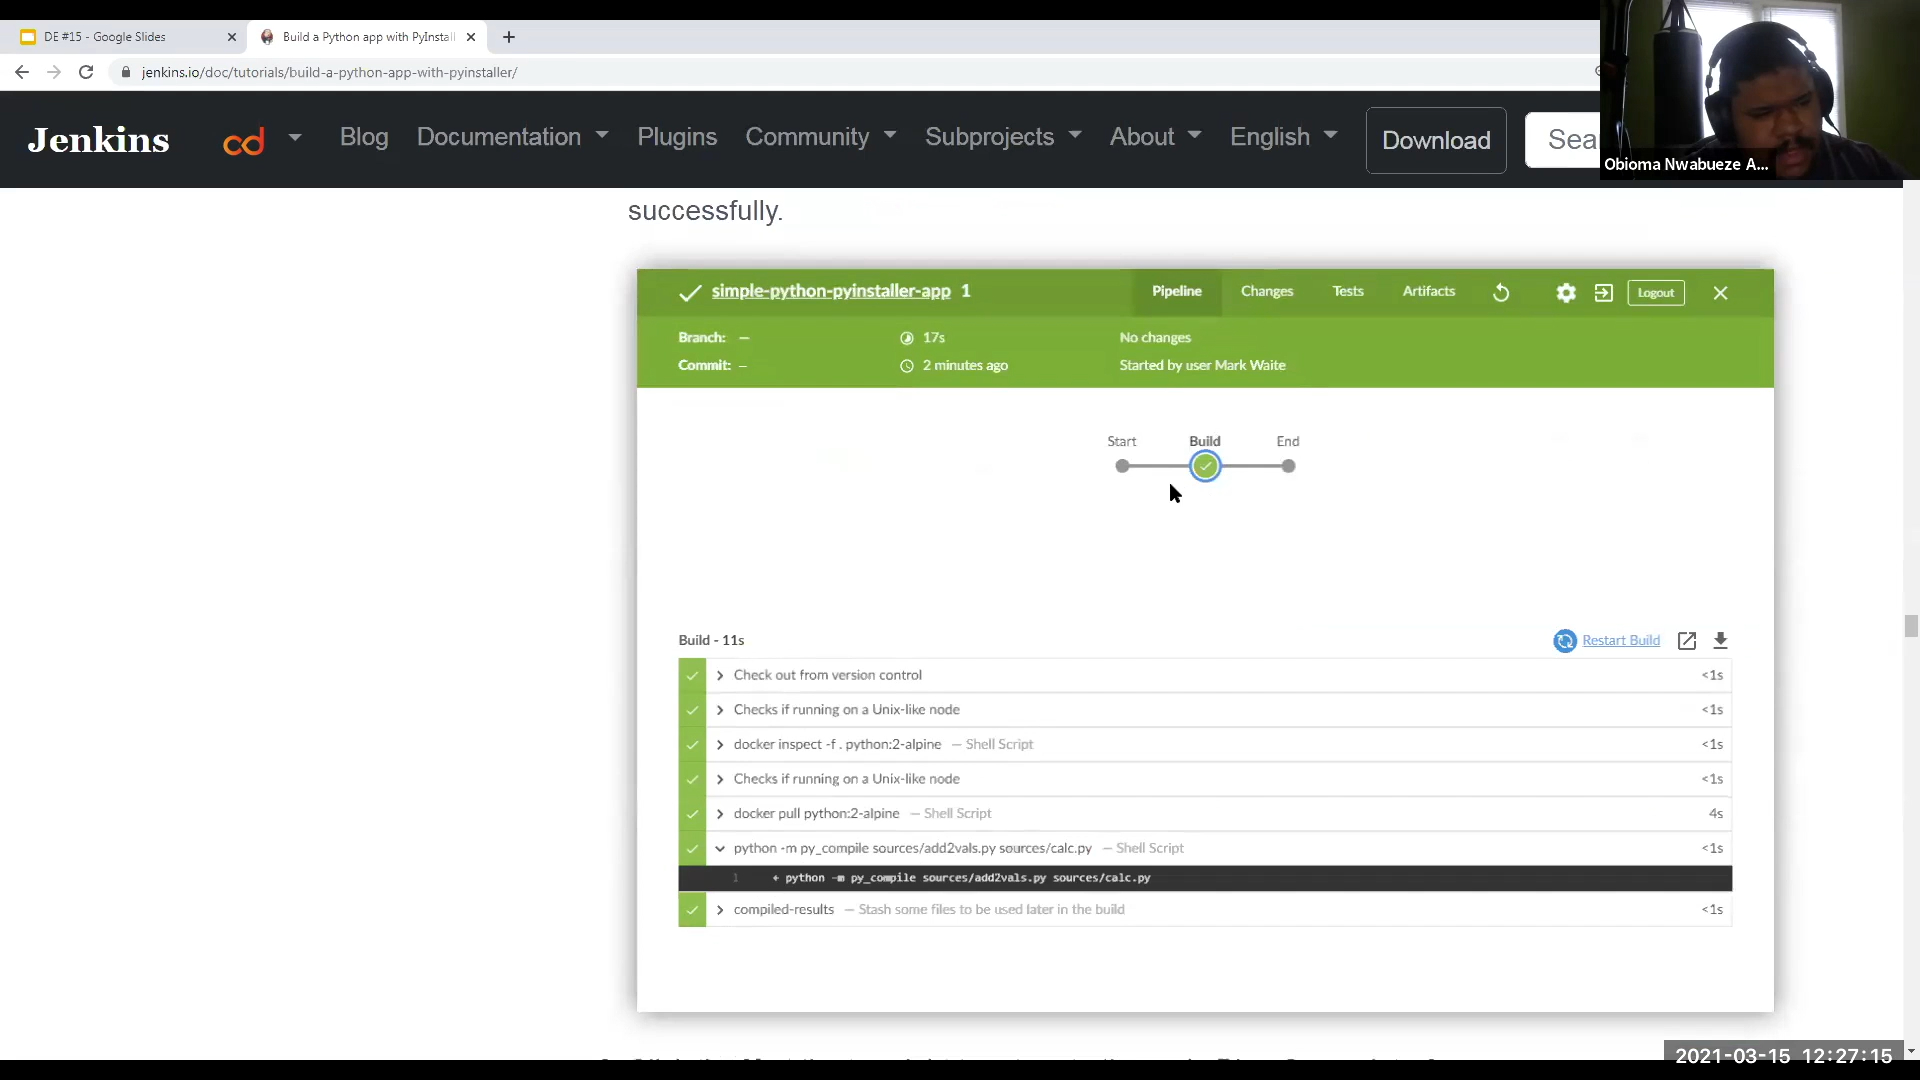 DE #15 - Google Slides
Build a Python app with PyInstall
jenkins.io/doc/tutorials/build-a-python-app-with-pyinstaller/
Jenkins cd Blog Documentation Plugins Community Subprojects About English Download Sea
Obioma Nwabueze A...
successfully.
simple-python-pyinstaller-app 1 Pipeline Changes Tests Artifacts Logout
Branch: — 17s No changes
Commit: — 2 minutes ago Started by user Mark Waite
Start Build End
Build - 11s Restart Build
Check out from version control <1s
Checks if running on a Unix-like node <1s
docker inspect -f . python:2-alpine — Shell Script <1s
Checks if running on a Unix-like node <1s
docker pull python:2-alpine — Shell Script 4s
python -m py_compile sources/add2vals.py sources/calc.py — Shell Script <1s
1 + python -m py_compile sources/add2vals.py sources/calc.py
compiled-results — Stash some files to be used later in the build <1s
2021-03-15 12:27:15